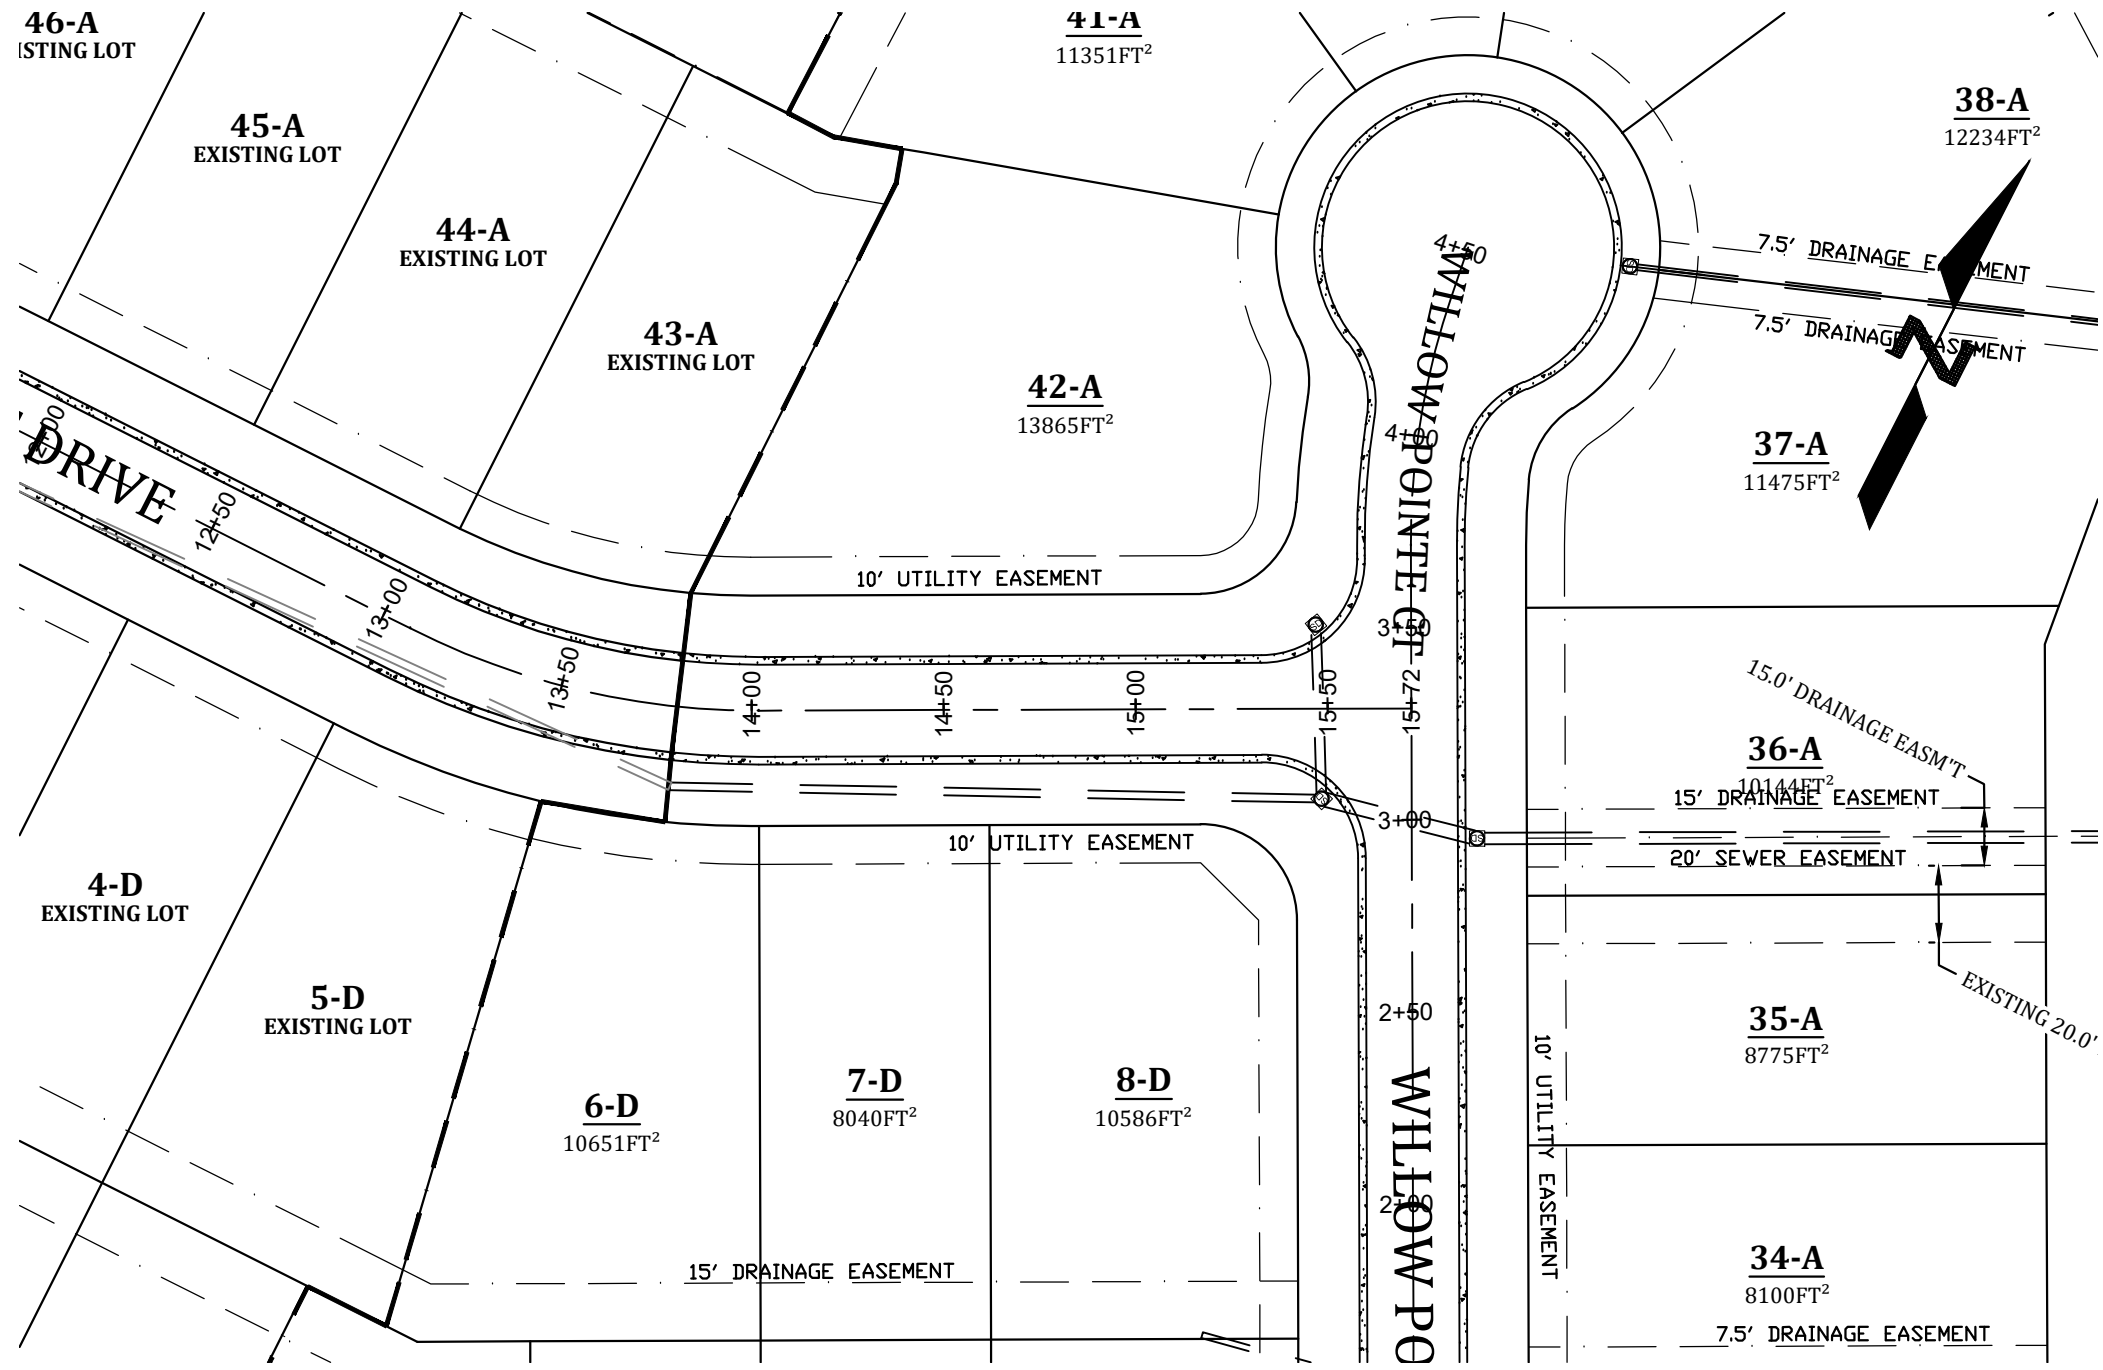 46-A
ISTING LOT
41-A
11351FT²
38-A
12234FT²
45-A
EXISTING LOT
44-A
EXISTING LOT
43-A
EXISTING LOT
42-A
13865FT²
4+50
7.5' DRAINAGE EASEMENT
7.5' DRAINAGE EASEMENT
N
WILLOW POINTE CT
4+00
37-A
11475FT²
DRIVE
12+00
12+50
13+00
13+50
10' UTILITY EASEMENT
3+50
14+00
14+50
15+00
15+50
15+72
15.0' DRAINAGE EASM'T
36-A
10144FT²
15' DRAINAGE EASEMENT
3+00
20' SEWER EASEMENT
10' UTILITY EASEMENT
4-D
EXISTING LOT
5-D
EXISTING LOT
EXISTING 20.0'
2+50
35-A
8775FT²
10' UTILITY EASEMENT
6-D
10651FT²
7-D
8040FT²
8-D
10586FT²
WILLOW PO
2+00
34-A
8100FT²
15' DRAINAGE EASEMENT
7.5' DRAINAGE EASEMENT